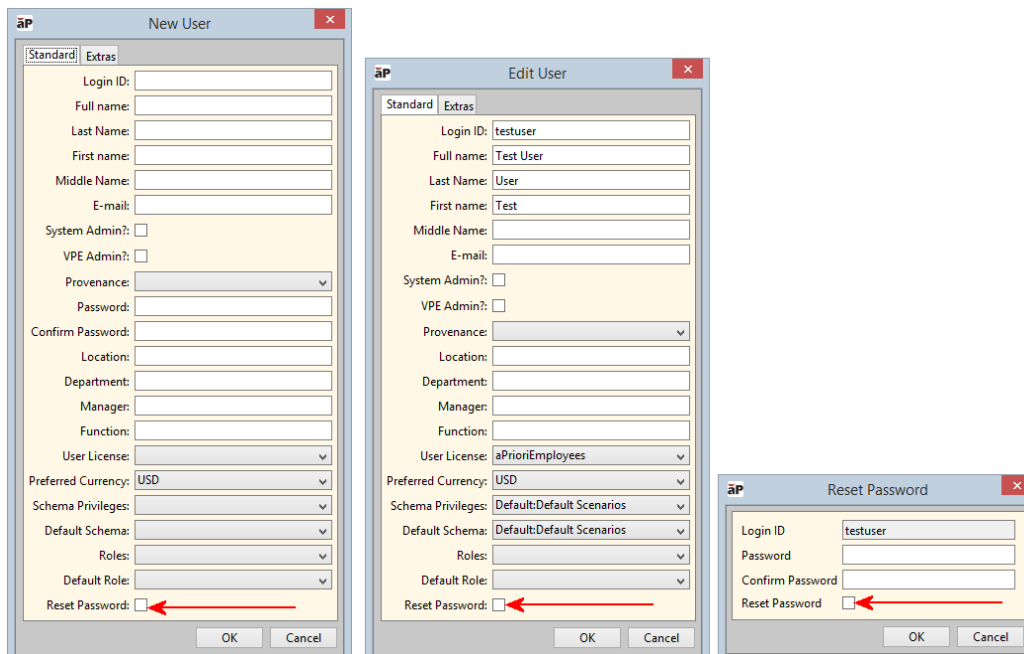 āP New User ×
Standard Extras
Login ID:
Full name:
Last Name:
First name:
Middle Name:
E-mail:
System Admin?:
VPE Admin?:
Provenance:
Password:
Confirm Password:
Location:
Department:
Manager:
Function:
User License:
Preferred Currency: USD
Schema Privileges:
Default Schema:
Roles:
Default Role:
Reset Password:
OK Cancel
āP Edit User ×
Standard Extras
Login ID: testuser
Full name: Test User
Last Name: User
First name: Test
Middle Name:
E-mail:
System Admin?:
VPE Admin?:
Provenance:
Location:
Department:
Manager:
Function:
User License: aPrioriEmployees
Preferred Currency: USD
Schema Privileges: Default:Default Scenarios
Default Schema: Default:Default Scenarios
Roles:
Default Role:
Reset Password:
OK Cancel
āP Reset Password ×
Login ID testuser
Password
Confirm Password
Reset Password
OK Cancel